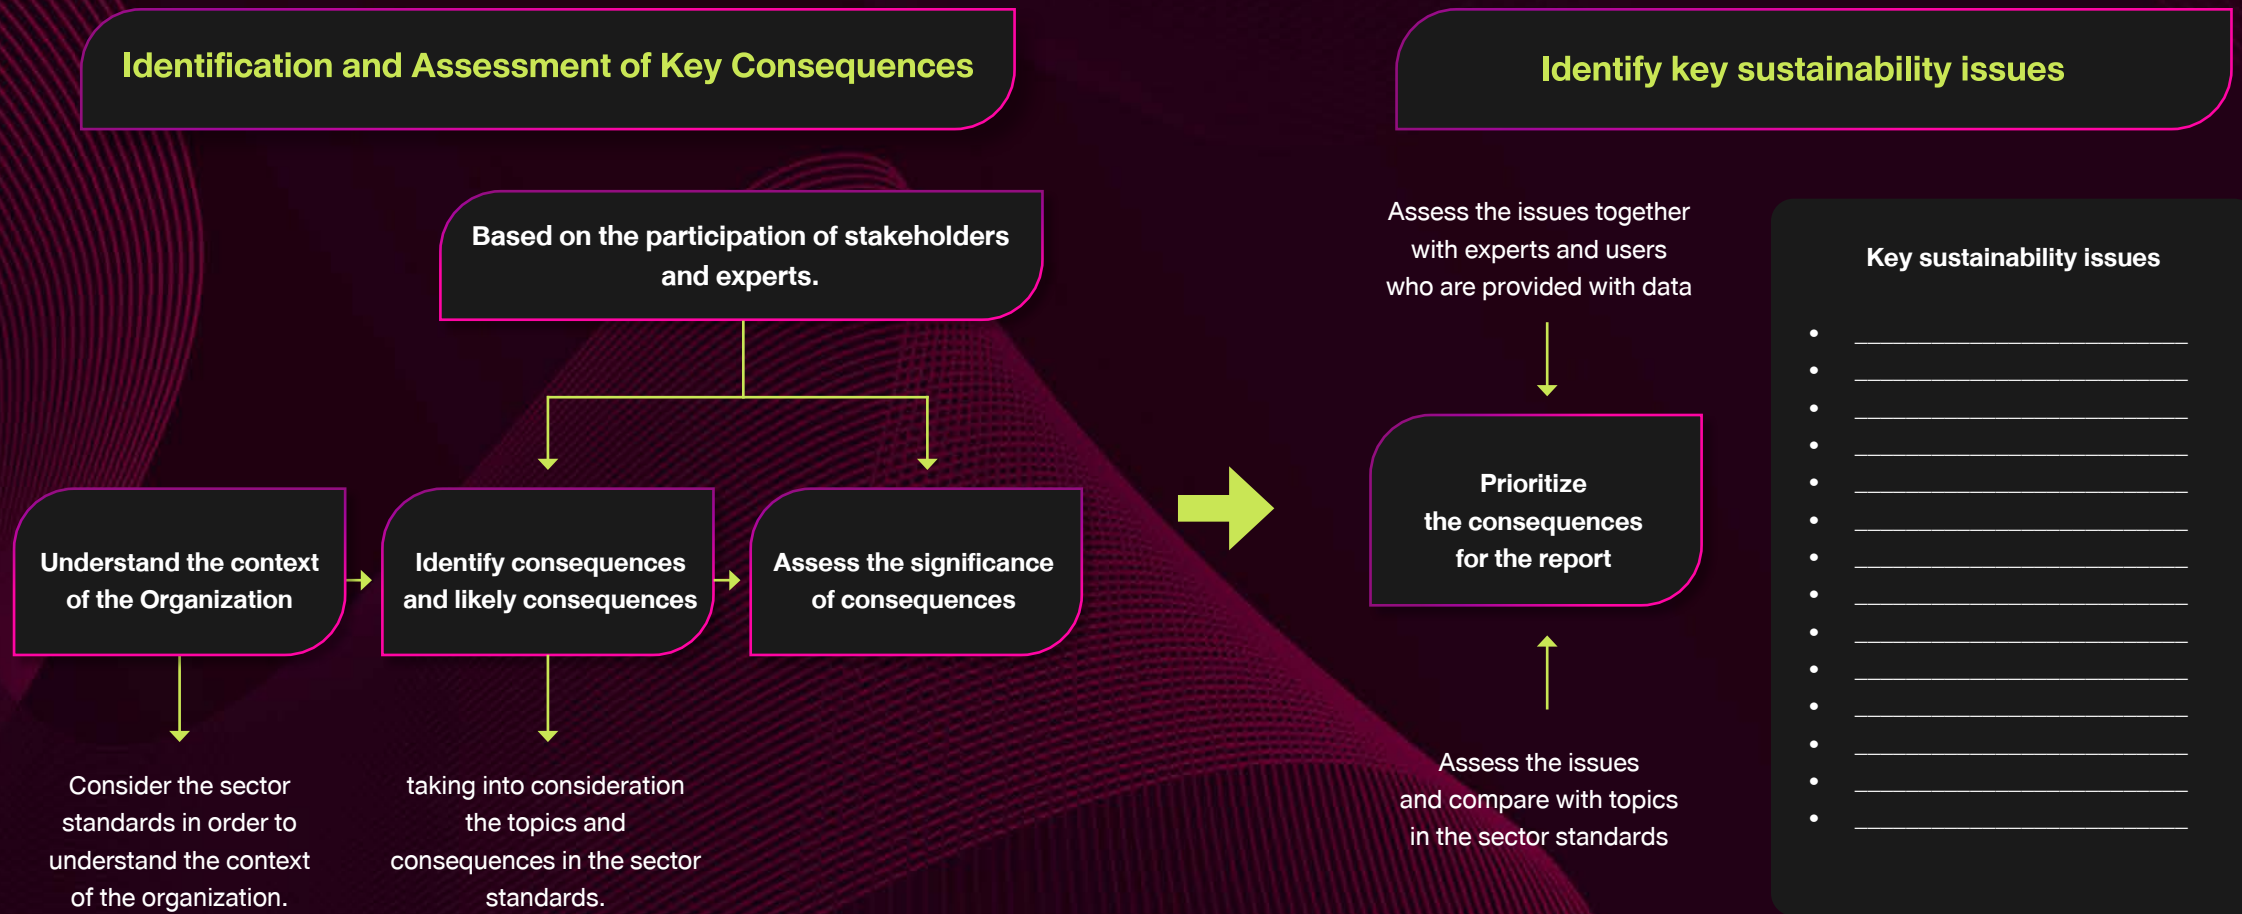 Identification and Assessment of Key Consequences
Based on the participation of stakeholders
and experts.
Understand the context
of the Organization
Identify consequences
and likely consequences
Assess the significance
of consequences
Consider the sector
standards in order to
understand the context
of the organization.
taking into consideration
the topics and
consequences in the sector
standards.
Identify key sustainability issues
Assess the issues together
with experts and users
who are provided with data
Prioritize
the consequences
for the report
Assess the issues
and compare with topics
in the sector standards
Key sustainability issues